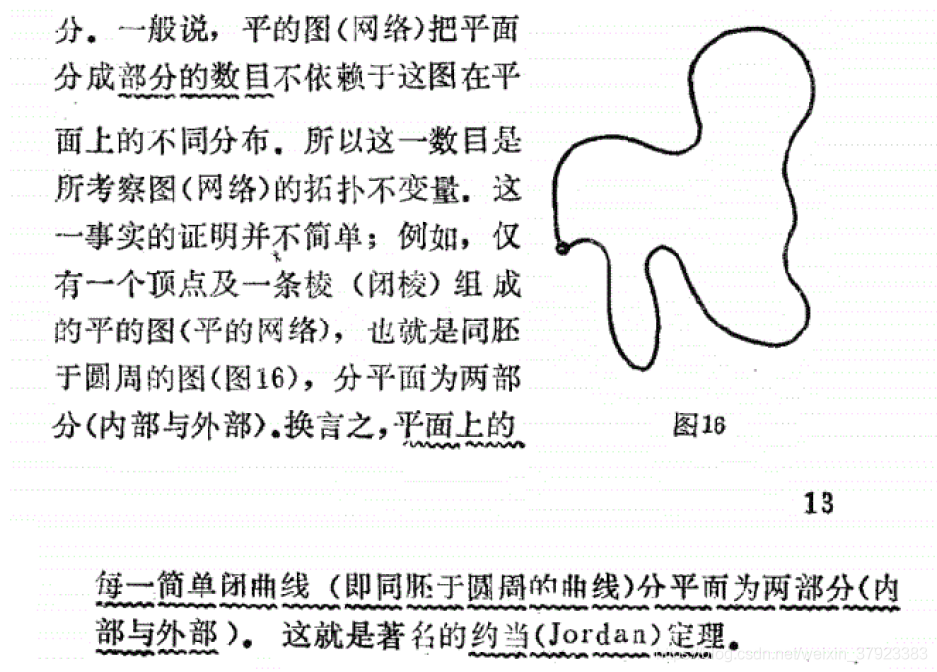 分。一般说，平的图(网络)把平面
分成部分的数目不依赖于这图在平
面上的不同分布。所以这一数目是
所考察图(网络)的拓扑不变量。这
一事实的证明并不简单；例如，仅
有一个顶点及一条棱（闭棱）组成
的平的图(平的网络)，也就是同胚
于圆周的图(图16)，分平面为两部
分(内部与外部)。换言之，平面上的
图16
13
每一简单闭曲线（即同胚于圆周的曲线)分平面为两部分(内
部与外部）。这就是著名的约当(Jordan)定理。
https://blog.csdn.net/weixin_37923383